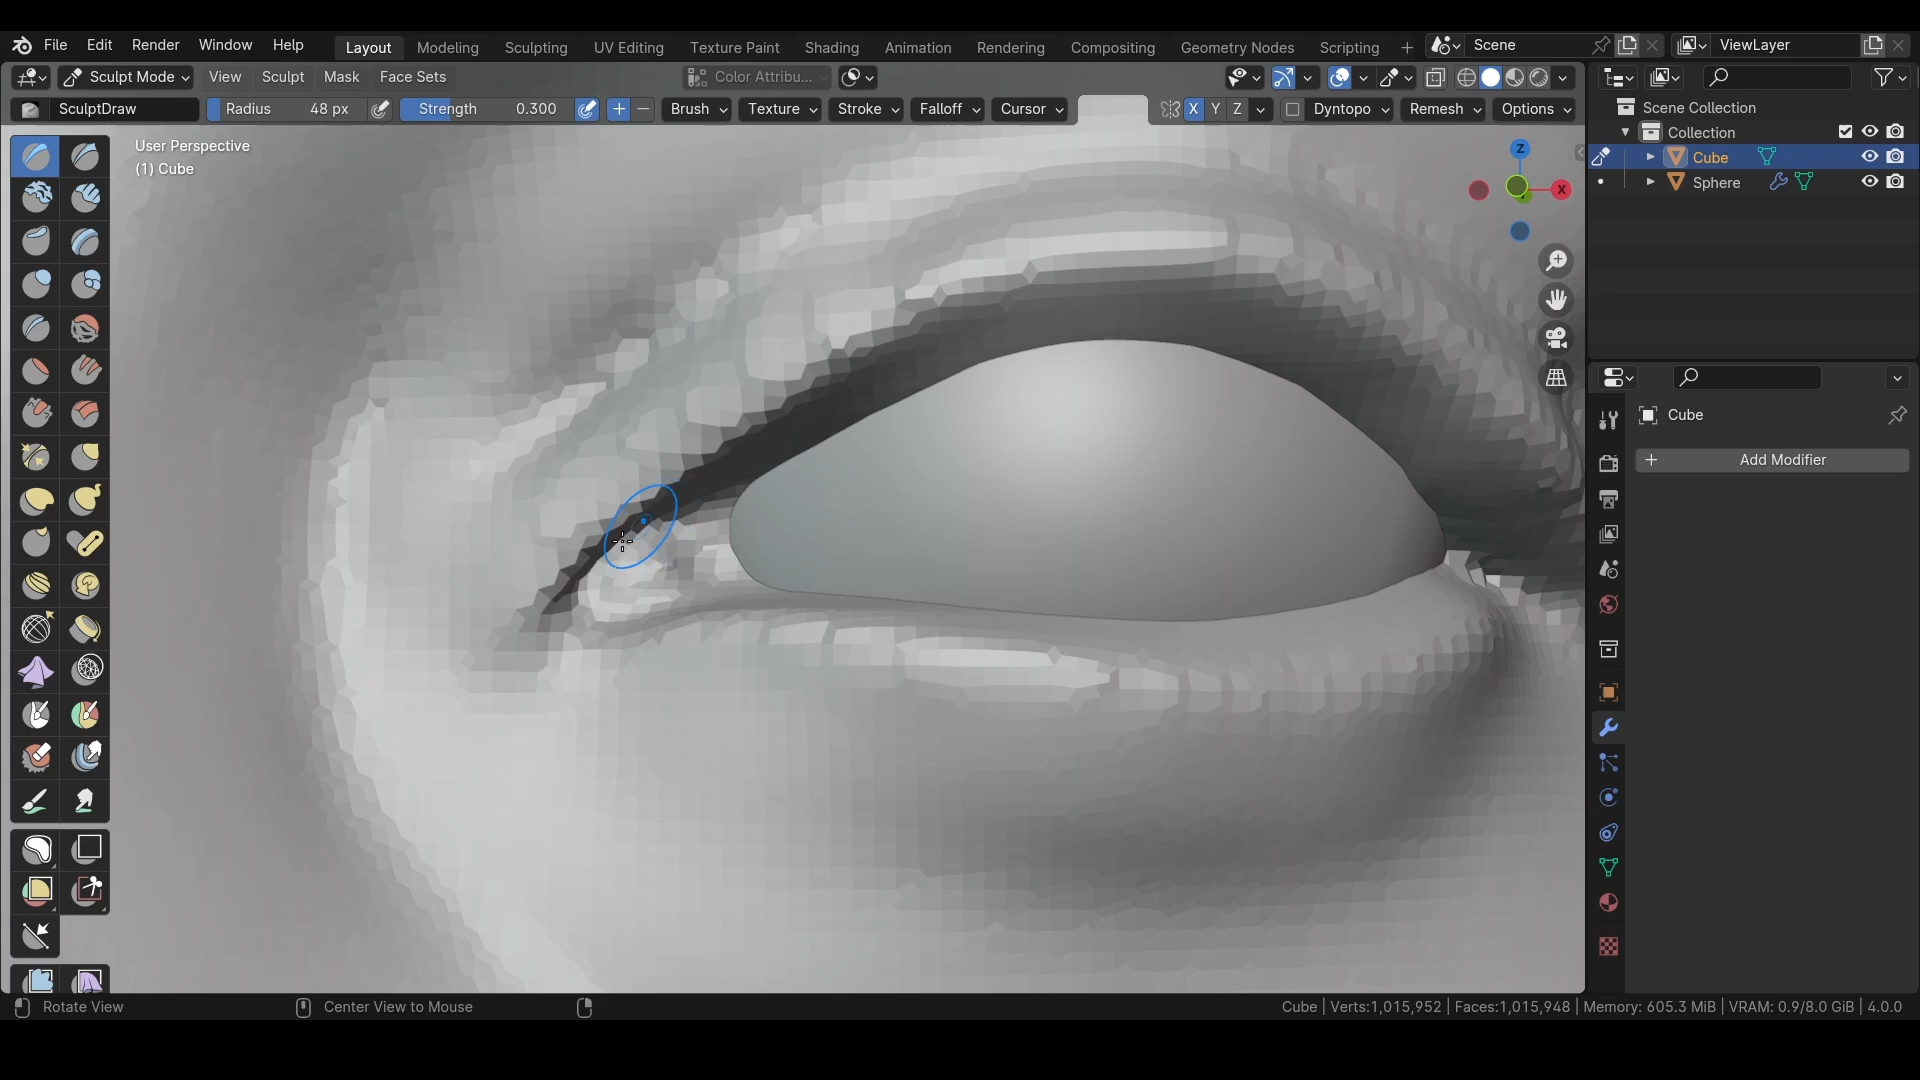 File Edit Render Window Help Layout Modeling Sculpting UV Editing Texture Paint Shading Animation Rendering Compositing Geometry Nodes Scripting + Scene ViewLayer
Sculpt Mode View Sculpt Mask Face Sets Color Attribu...
SculptDraw Radius 48 px Strength 0.300 + − Brush Texture Stroke Falloff Cursor X Y Z Dyntopo Remesh Options
User Perspective
(1) Cube
Z
X
Scene Collection
Collection
Cube
Sphere
Cube
+ Add Modifier
Rotate View Center View to Mouse Cube | Verts:1,015,952 | Faces:1,015,948 | Memory: 605.3 MiB | VRAM: 0.9/8.0 GiB | 4.0.0